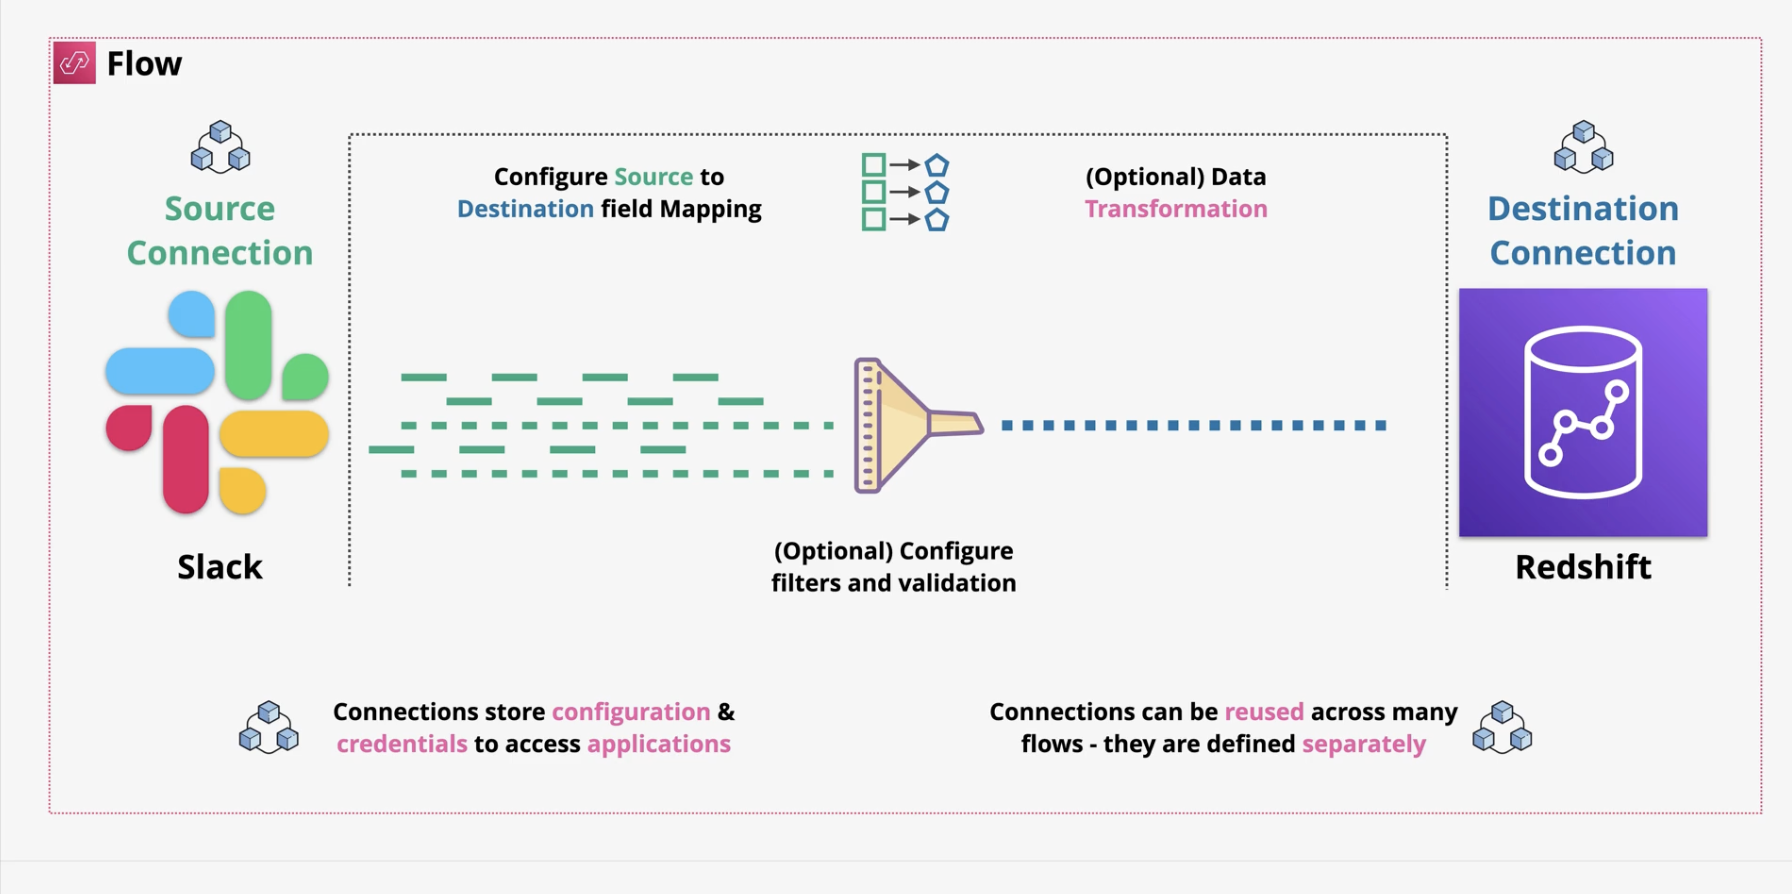 Flow
Source
Connection
Configure Source to
Destination field Mapping
(Optional) Data
Transformation
Destination
Connection
Slack
(Optional) Configure
filters and validation
Redshift
Connections store configuration &
credentials to access applications
Connections can be reused across many
flows - they are defined separately